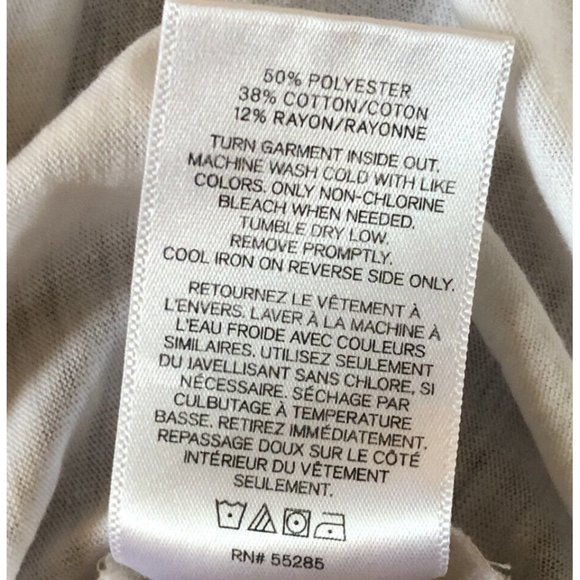 50% POLYESTER
38% COTTON/COTON
12% RAYON/RAYONNE
TURN GARMENT INSIDE OUT.
MACHINE WASH COLD WITH LIKE
COLORS. ONLY NON-CHLORINE
BLEACH WHEN NEEDED.
TUMBLE DRY LOW.
REMOVE PROMPTLY.
COOL IRON ON REVERSE SIDE ONLY.
RETOURNEZ LE VÊTEMENT À
L'ENVERS. LAVER À LA MACHINE À
L'EAU FROIDE AVEC COULEURS
SIMILAIRES. UTILISEZ SEULEMENT
DU JAVELLISANT SANS CHLORE, SI
NÉCESSAIRE. SÉCHAGE PAR
CULBUTAGE À TEMPÉRATURE
BASSE. RETIREZ IMMÉDIATEMENT.
REPASSAGE DOUX SUR LE CÔTÉ
INTÉRIEUR DU VÊTEMENT
SEULEMENT.
RN# 55285